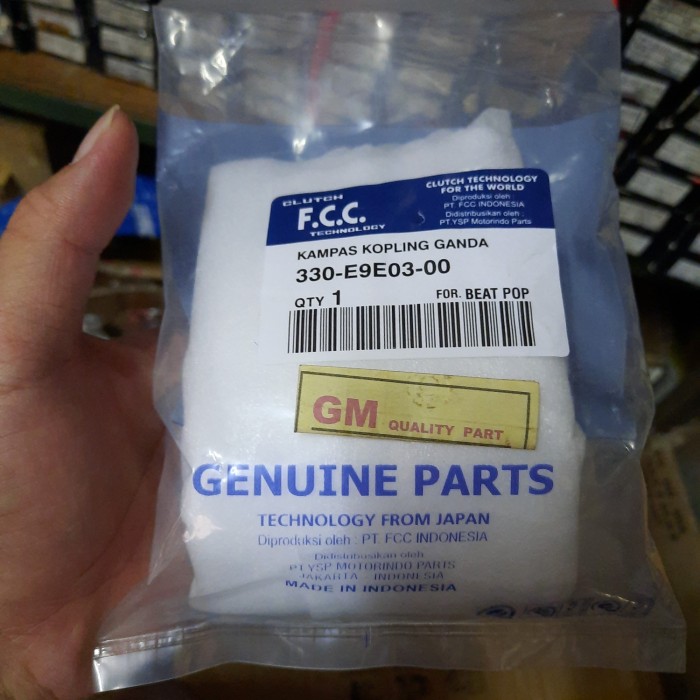 CLUTCH
F.C.C.
TECHNOLOGY
CLUTCH TECHNOLOGY
FOR THE WORLD
Diproduksi oleh :
PT. FCC INDONESIA
Didistribusikan oleh :
PT.YSP Motorindo Parts
KAMPAS KOPLING GANDA
330-E9E03-00
QTY 1
FOR. BEAT POP
GM QUALITY PART
GENUINE PARTS
TECHNOLOGY FROM JAPAN
Diproduksi oleh : PT. FCC INDONESIA
Didistribusikan oleh
PT.YSP MOTORINDO PARTS
JAKARTA INDONESIA
MADE IN INDONESIA